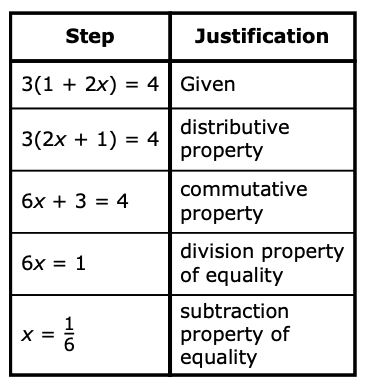 Step Justification
3(1 + 2x) = 4 Given
3(2x + 1) = 4 distributive
property
6x + 3 = 4 commutative
property
6x = 1 division property
of equality
x = 1/6 subtraction
property of
equality